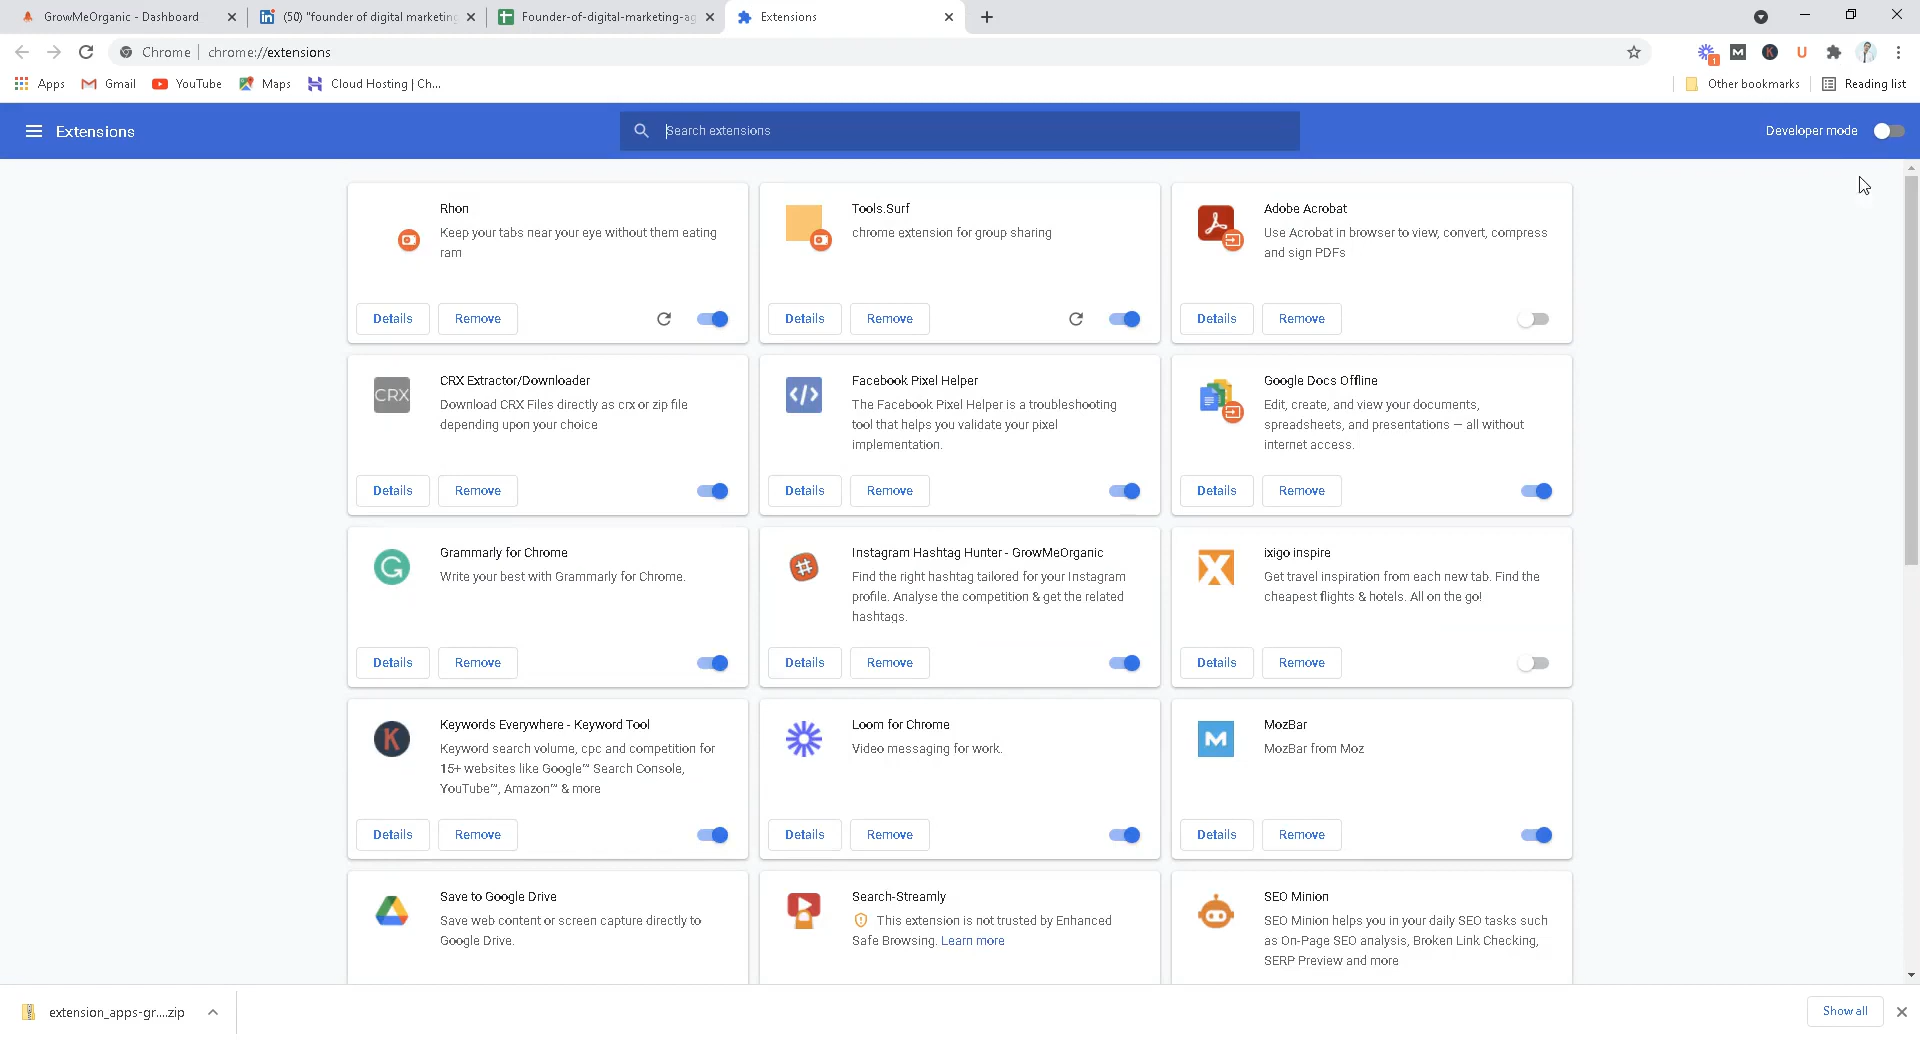 GrowMeOrganic - Dashboard
(50) "founder of digital marketing
Founder-of-digital-marketing-ag
Extensions
Chrome chrome://extensions
1 M K U
Apps Gmail YouTube Maps Cloud Hosting | Ch...
Other bookmarks Reading list
Extensions
Search extensions
Developer mode
Rhon
Keep your tabs near your eye without them eating
ram
Details Remove
Tools.Surf
chrome extension for group sharing
Details Remove
Adobe Acrobat
Use Acrobat in browser to view, convert, compress
and sign PDFs
Details Remove
CRX
CRX Extractor/Downloader
Download CRX Files directly as crx or zip file
depending upon your choice
Details Remove
Facebook Pixel Helper
The Facebook Pixel Helper is a troubleshooting
tool that helps you validate your pixel
implementation.
Details Remove
Google Docs Offline
Edit, create, and view your documents,
spreadsheets, and presentations — all without
internet access.
Details Remove
Grammarly for Chrome
Write your best with Grammarly for Chrome.
Details Remove
Instagram Hashtag Hunter - GrowMeOrganic
Find the right hashtag tailored for your Instagram
profile. Analyse the competition & get the related
hashtags.
Details Remove
ixigo inspire
Get travel inspiration from each new tab. Find the
cheapest flights & hotels. All on the go!
Details Remove
K
Keywords Everywhere - Keyword Tool
Keyword search volume, cpc and competition for
15+ websites like Google™ Search Console,
YouTube™, Amazon™ & more
Details Remove
Loom for Chrome
Video messaging for work.
Details Remove
M
MozBar
MozBar from Moz
Details Remove
Save to Google Drive
Save web content or screen capture directly to
Google Drive.
Search-Streamly
This extension is not trusted by Enhanced
Safe Browsing. Learn more
SEO Minion
SEO Minion helps you in your daily SEO tasks such
as On-Page SEO analysis, Broken Link Checking,
SERP Preview and more
extension_apps-gr....zip
Show all